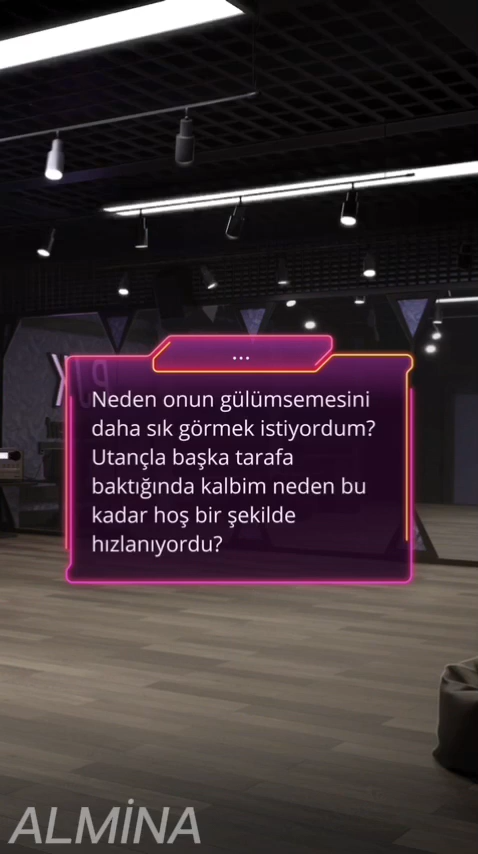 ...
Neden onun gülümsemesini
daha sık görmek istiyordum?
Utançla başka tarafa
baktığında kalbim neden bu
kadar hoş bir şekilde
hızlanıyordu?
ALMİNA